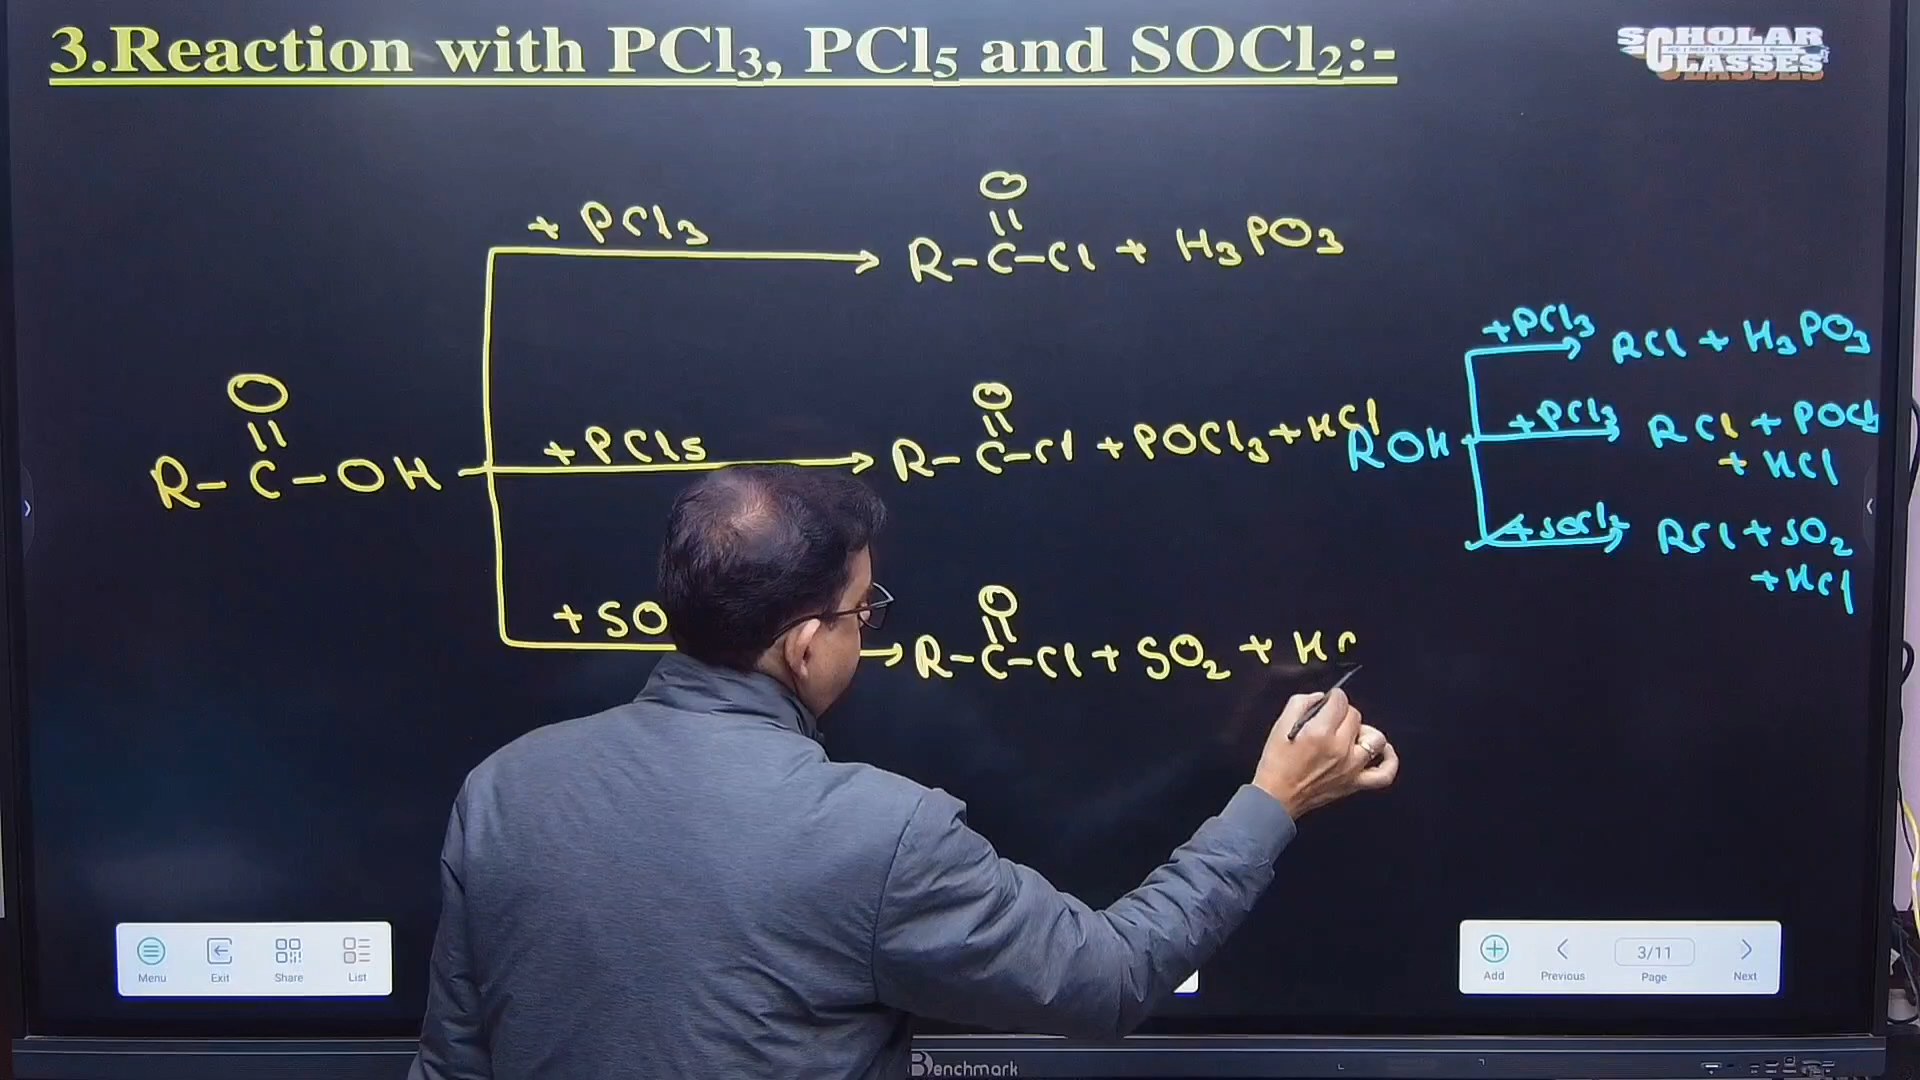 3.Reaction with PCl₃, PCl₅ and SOCl₂:-
SCHOLAR
CLASSES
+ PCl₃
O
||
R-C-Cl + H₃PO₃
+PCl₃
RCl + H₃PO₃
O
||
R-C-OH
+PCl₅
O
||
R-C-Cl +POCl₃+HCl
ROH
+PCl₃
RCl + POCl₃
+ HCl
+SO
O
||
R-C-Cl + SO₂ + H
+SOCl₂
RCl + SO₂
+HCl
Menu
Exit
Share
List
Add
Previous
3/11
Page
Next
Benchmark